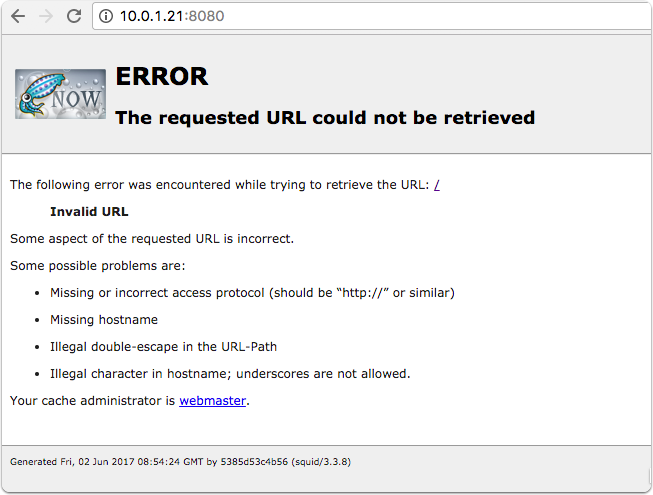 10.0.1.21:8080
NOW
ERROR
The requested URL could not be retrieved
The following error was encountered while trying to retrieve the URL: /
Invalid URL
Some aspect of the requested URL is incorrect.
Some possible problems are:
• Missing or incorrect access protocol (should be “http://” or similar)
• Missing hostname
• Illegal double-escape in the URL-Path
• Illegal character in hostname; underscores are not allowed.
Your cache administrator is webmaster.
Generated Fri, 02 Jun 2017 08:54:24 GMT by 5385d53c4b56 (squid/3.3.8)